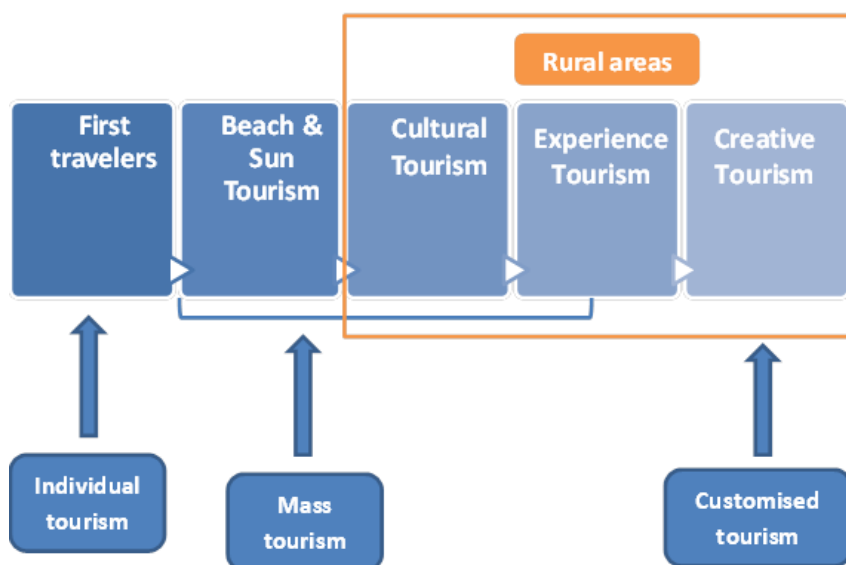 Rural areas
First
travelers
Beach &
Sun
Tourism
Cultural
Tourism
Experience
Tourism
Creative
Tourism
Individual
tourism
Mass
tourism
Customised
tourism